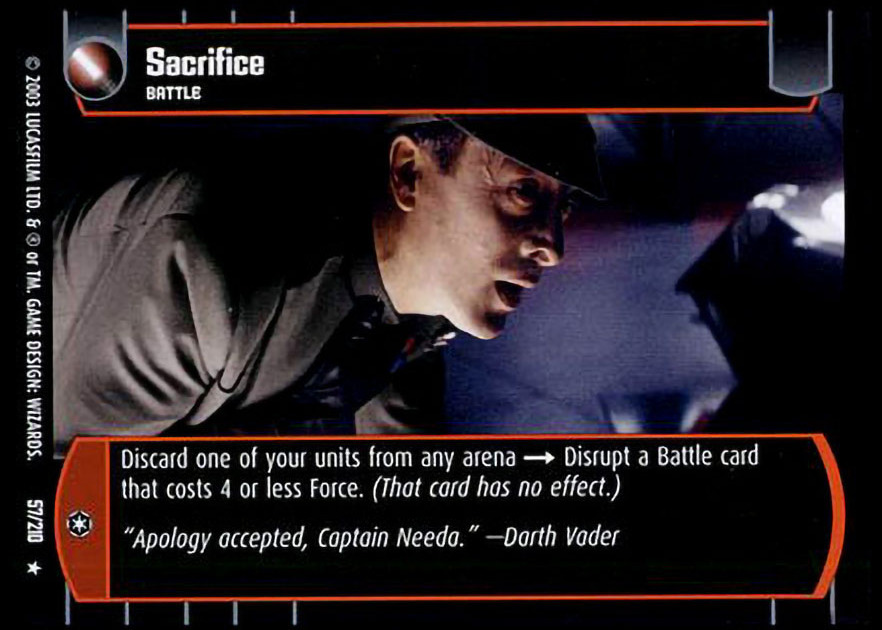 Sacrifice
BATTLE
Discard one of your units from any arena → Disrupt a Battle card
that costs 4 or less Force. (That card has no effect.)
"Apology accepted, Captain Needa." —Darth Vader
© 2003 LUCASFILM LTD. & ® or TM. GAME DESIGN: WIZARDS. 57/210 ★